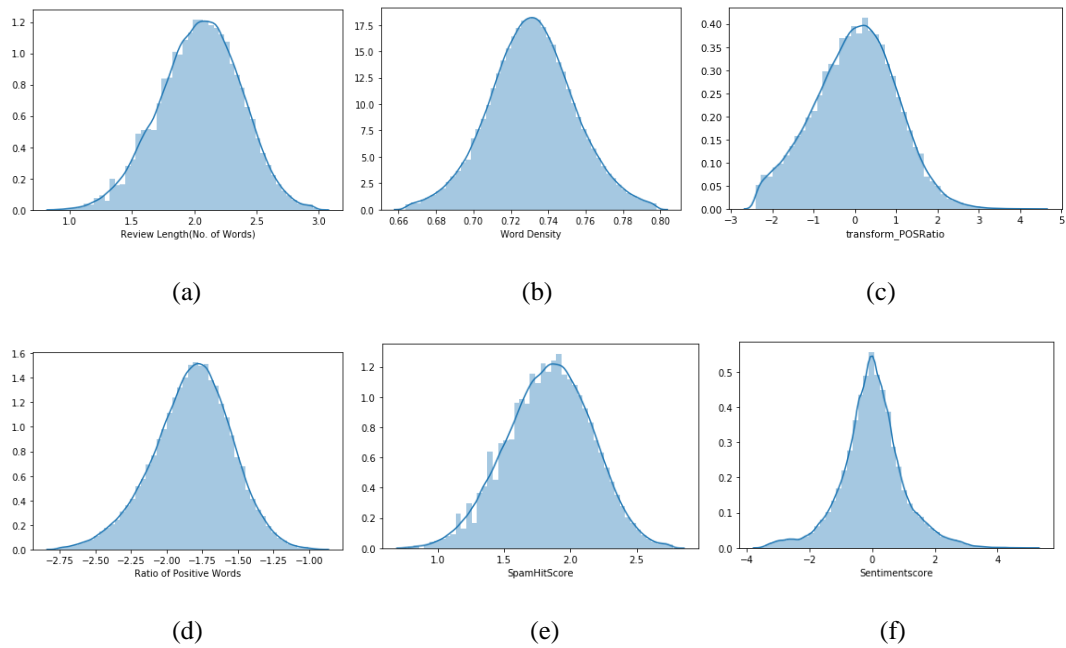 1.2
1.0
0.8
0.6
0.4
0.2
0.0
1.0 1.5 2.0 2.5 3.0
Review Length(No. of Words)
(a)
17.5
15.0
12.5
10.0
7.5
5.0
2.5
0.0
0.66 0.68 0.70 0.72 0.74 0.76 0.78 0.80
Word Density
(b)
0.40
0.35
0.30
0.25
0.20
0.15
0.10
0.05
0.00
−3 −2 −1 0 1 2 3 4 5
transform_POSRatio
(c)
1.6
1.4
1.2
1.0
0.8
0.6
0.4
0.2
0.0
−2.75 −2.50 −2.25 −2.00 −1.75 −1.50 −1.25 −1.00
Ratio of Positive Words
(d)
1.2
1.0
0.8
0.6
0.4
0.2
0.0
1.0 1.5 2.0 2.5
SpamHitScore
(e)
0.5
0.4
0.3
0.2
0.1
0.0
−4 −2 0 2 4
Sentimentscore
(f)